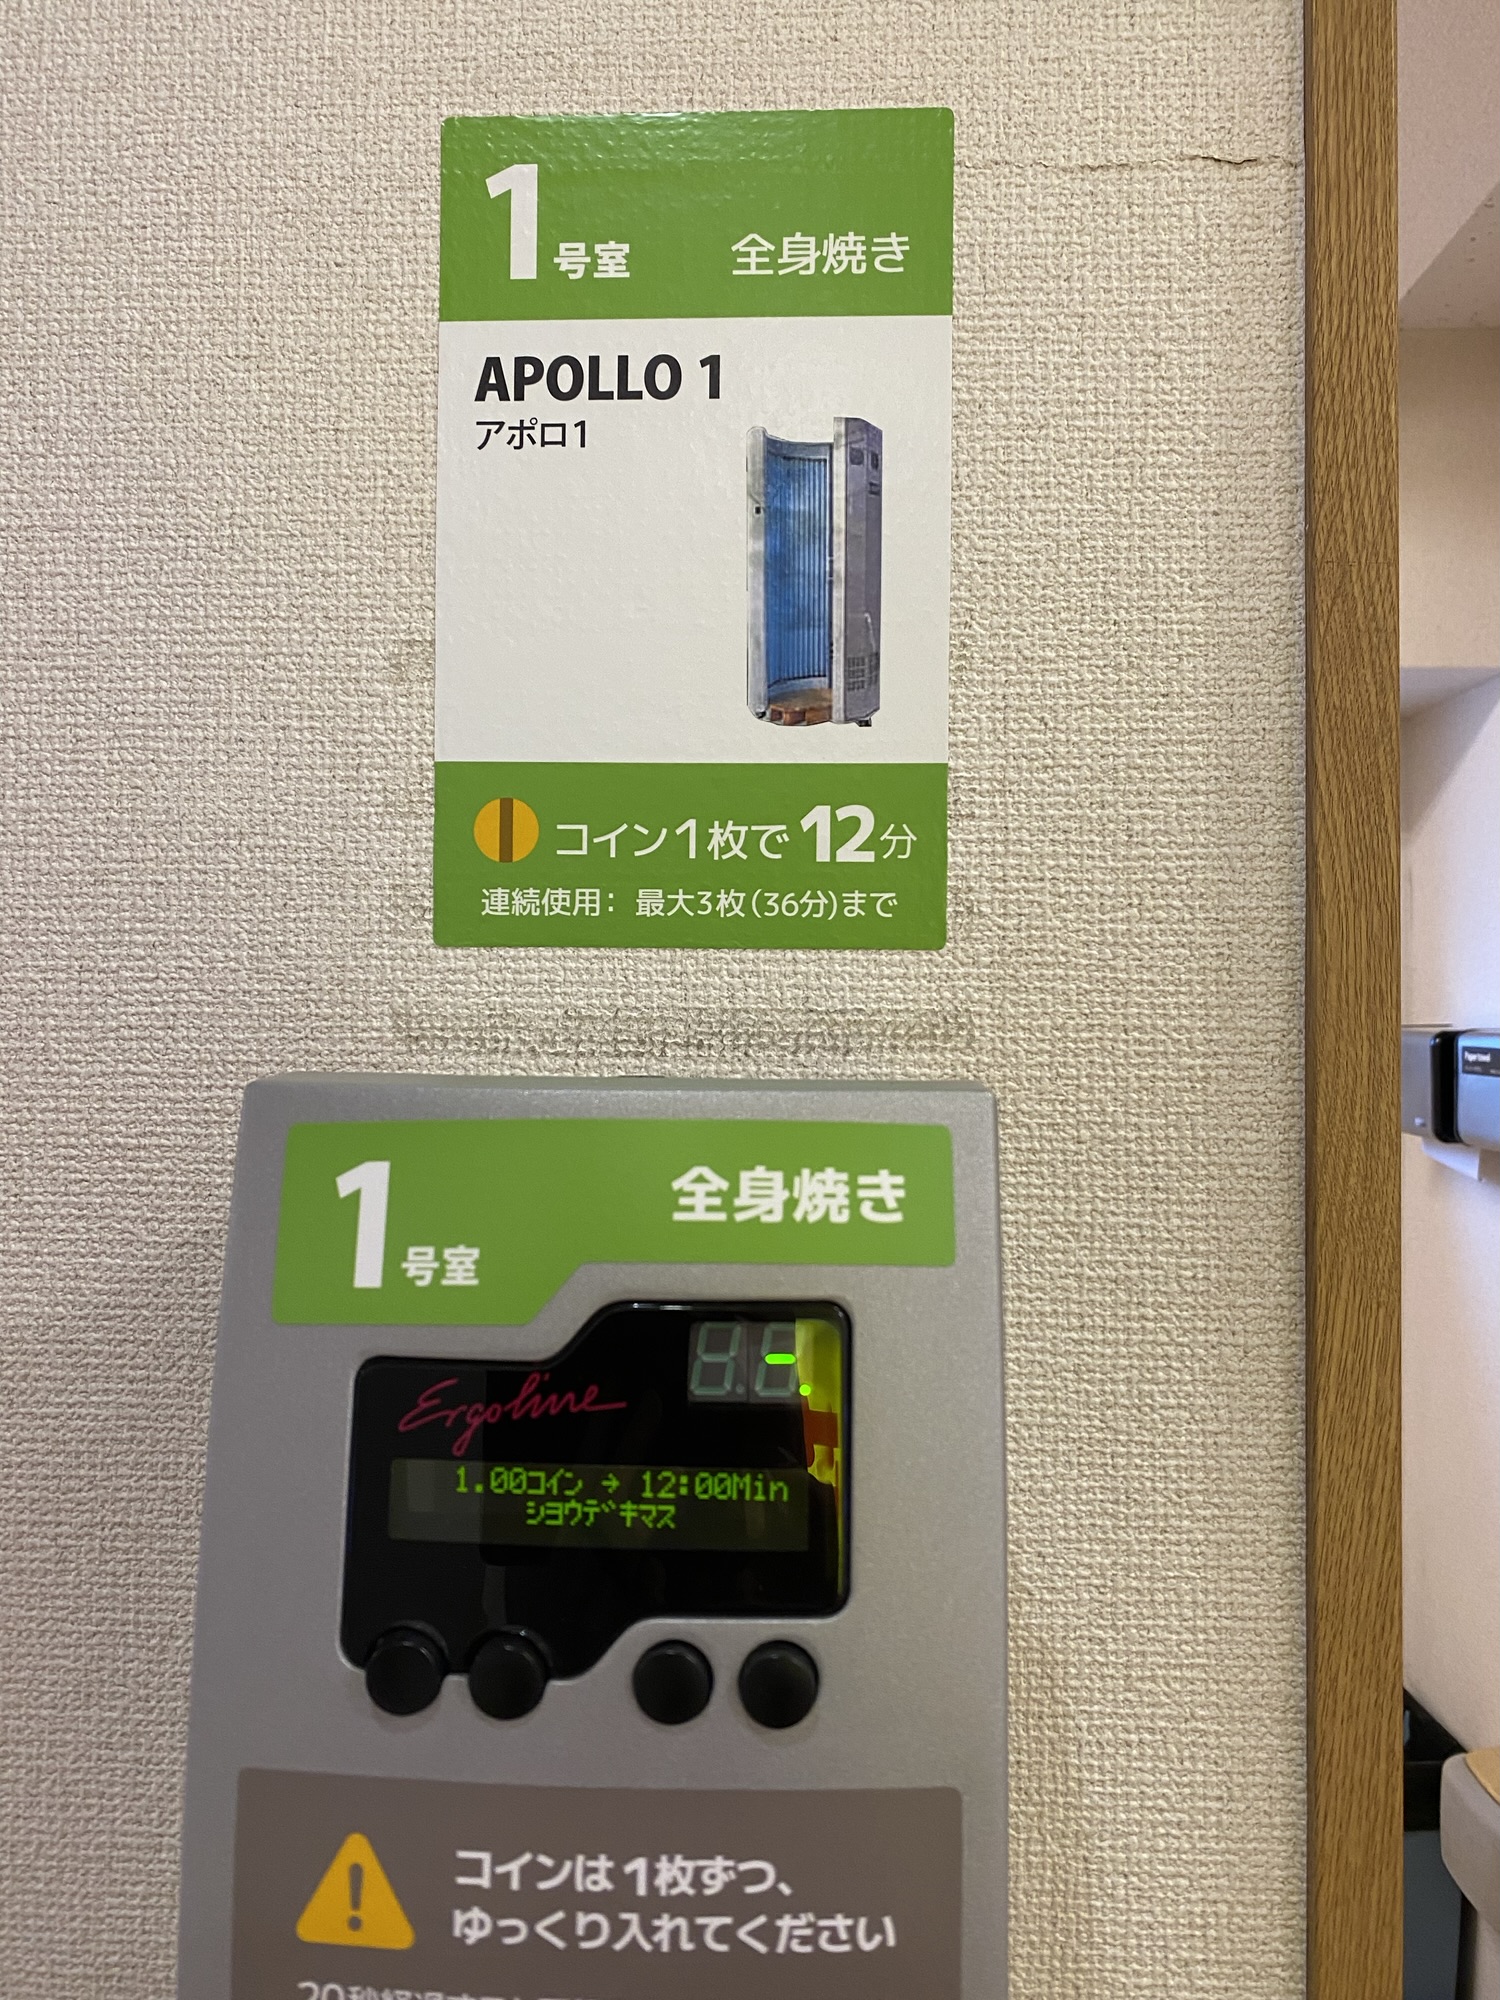 1号室 全身焼き
APOLLO 1
アポロ1
コイン1枚で12分
連続使用: 最大3枚(36分)まで
1号室 全身焼き
Ergoline
1.00コイン → 12:00Min
シヨウデキマス
コインは1枚ずつ、
ゆっくり入れてください
Paper towel